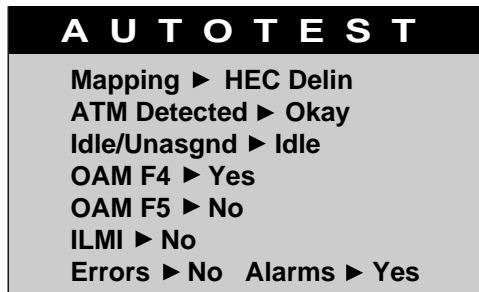 AUTOTEST
Mapping ► HEC Delin
ATM Detected ► Okay
Idle/Unasgnd ► Idle
OAM F4 ► Yes
OAM F5 ► No
ILMI ► No
Errors ► No Alarms ► Yes